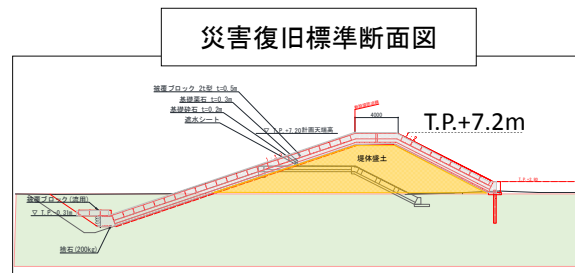 災害復旧標準断面図
被覆ブロック 2t型 t=0.5m
基礎栗石 t=0.3m
基礎砕石 t=0.2m
遮水シート
▽ T.P.+7.20計画天端高
4000
T.P.+7.2m
堤体盛土
被覆ブロック(流用)
▽ T.P.-0.31m
捨石(200kg)